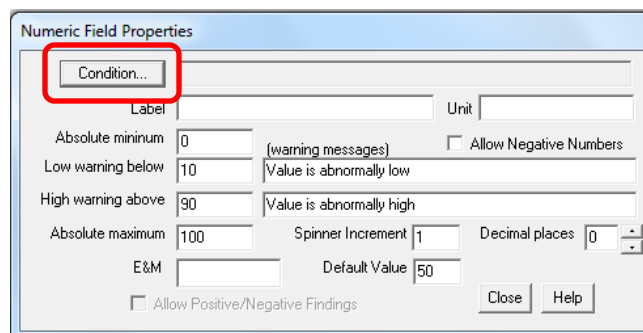 Numeric Field Properties
Condition...
Label Unit
Absolute mininum 0 (warning messages) Allow Negative Numbers
Low warning below 10 Value is abnormally low
High warning above 90 Value is abnormally high
Absolute maximum 100 Spinner Increment 1 Decimal places 0
E&M Default Value 50
Allow Positive/Negative Findings Close Help